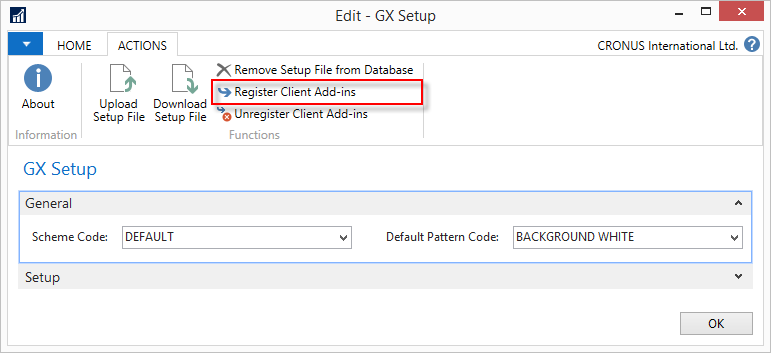 Edit - GX Setup
HOME ACTIONS
CRONUS International Ltd.
Remove Setup File from Database
Register Client Add-ins
Unregister Client Add-ins
About
Upload
Setup File
Download
Setup File
Information
Functions
GX Setup
General
Scheme Code: DEFAULT Default Pattern Code: BACKGROUND WHITE
Setup
OK